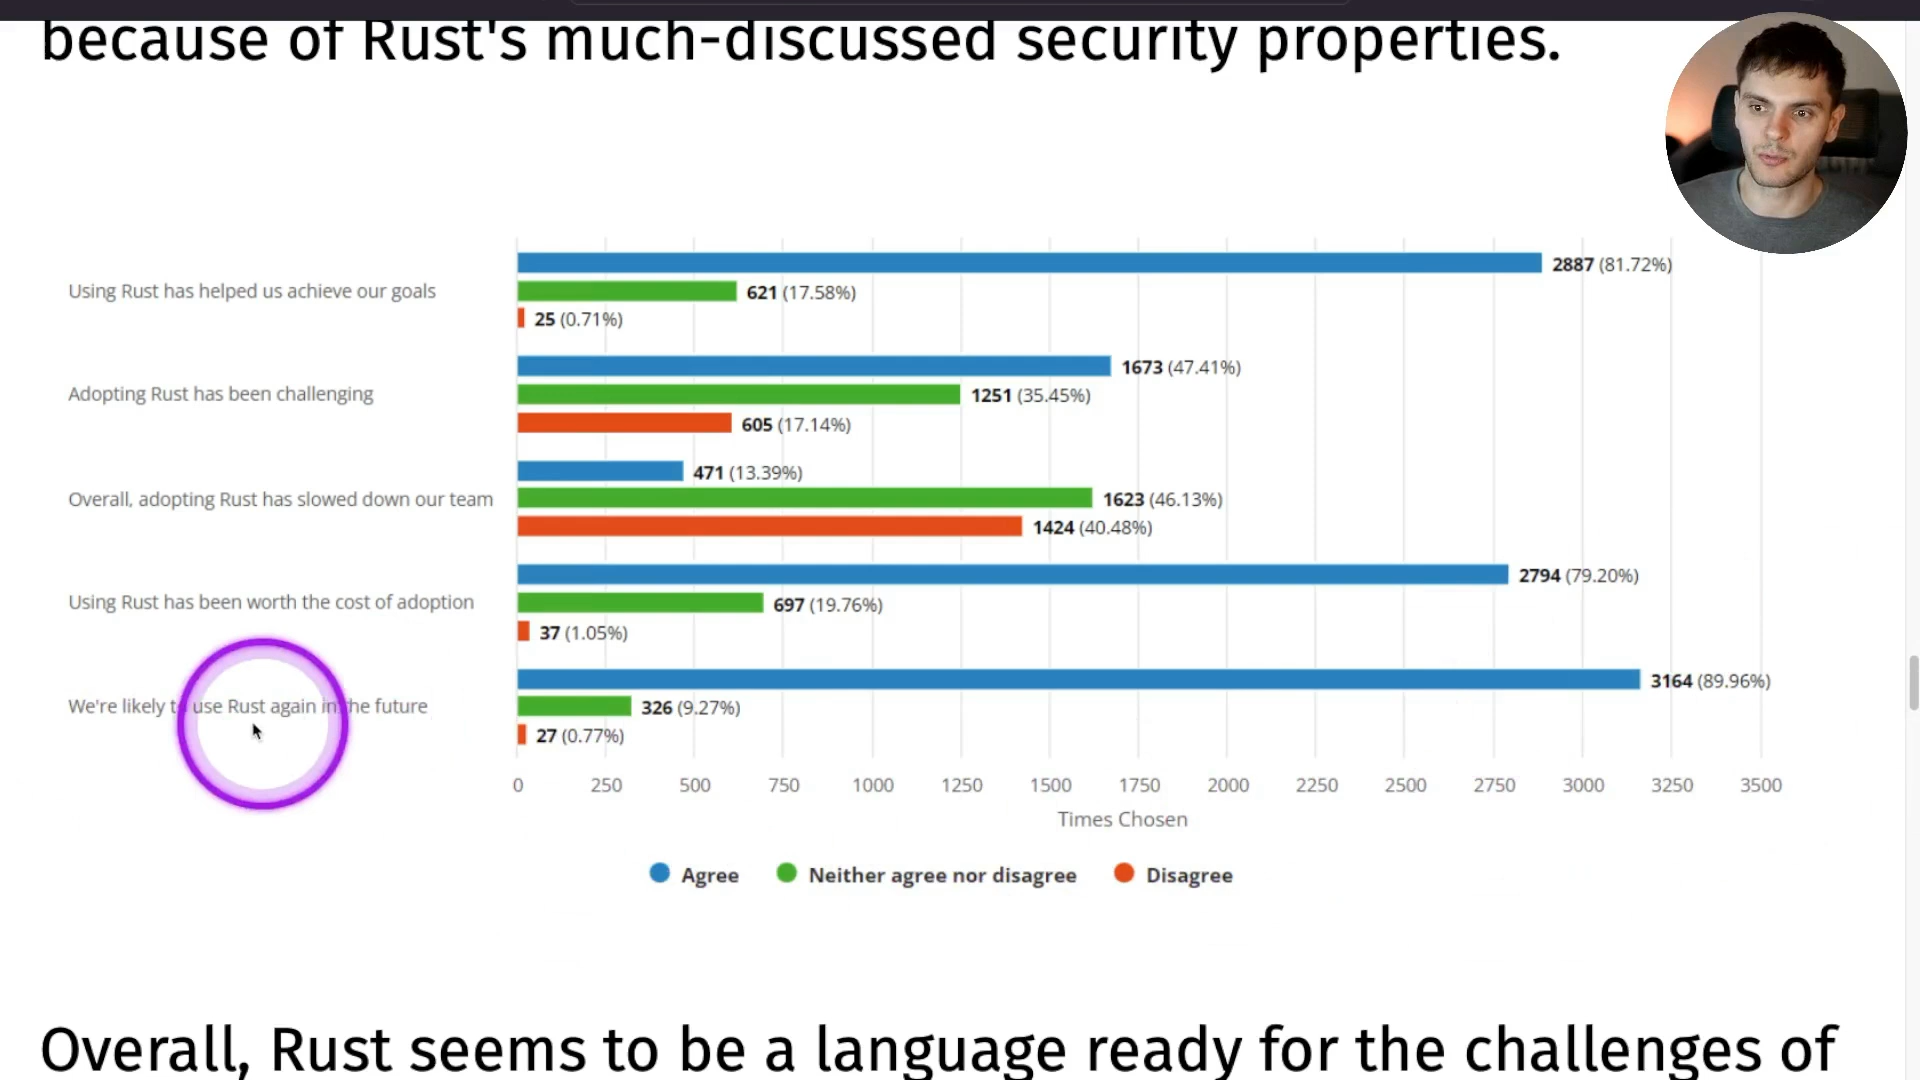 because of Rust's much-discussed security properties.
Using Rust has helped us achieve our goals
2887 (81.72%)
621 (17.58%)
25 (0.71%)
Adopting Rust has been challenging
1673 (47.41%)
1251 (35.45%)
605 (17.14%)
Overall, adopting Rust has slowed down our team
471 (13.39%)
1623 (46.13%)
1424 (40.48%)
Using Rust has been worth the cost of adoption
2794 (79.20%)
697 (19.76%)
37 (1.05%)
We're likely to use Rust again in the future
3164 (89.96%)
326 (9.27%)
27 (0.77%)
0 250 500 750 1000 1250 1500 1750 2000 2250 2500 2750 3000 3250 3500
Times Chosen
Agree Neither agree nor disagree Disagree
Overall, Rust seems to be a language ready for the challenges of